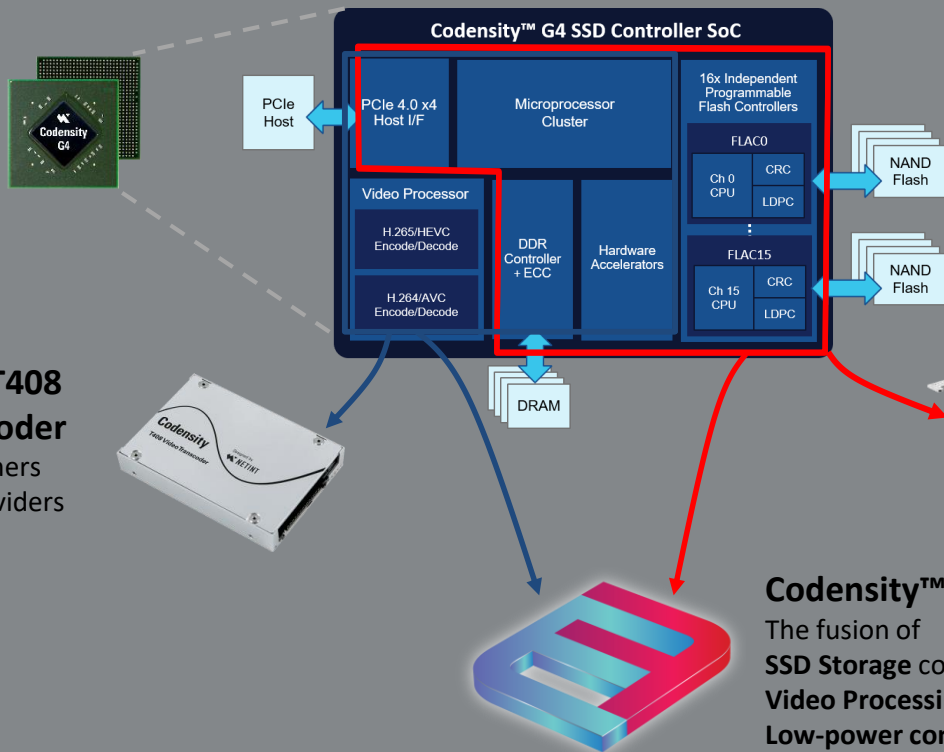 Codensity™ G4 SSD Controller SoC
Codensity
G4
PCIe
Host
PCIe 4.0 x4
Host I/F
Microprocessor
Cluster
16x Independent
Programmable
Flash Controllers
FLAC0
Ch 0
CPU
CRC
LDPC
NAND
Flash
Video Processor
H.265/HEVC
Encode/Decode
H.264/AVC
Encode/Decode
DDR
Controller
+ ECC
Hardware
Accelerators
FLAC15
Ch 15
CPU
CRC
LDPC
NAND
Flash
DRAM
T408
oder
ners
viders
Codensity
T408 Video Transcoder
Designed by
NETINT
Codensity™
The fusion of
SSD Storage co
Video Processi
Low-power con